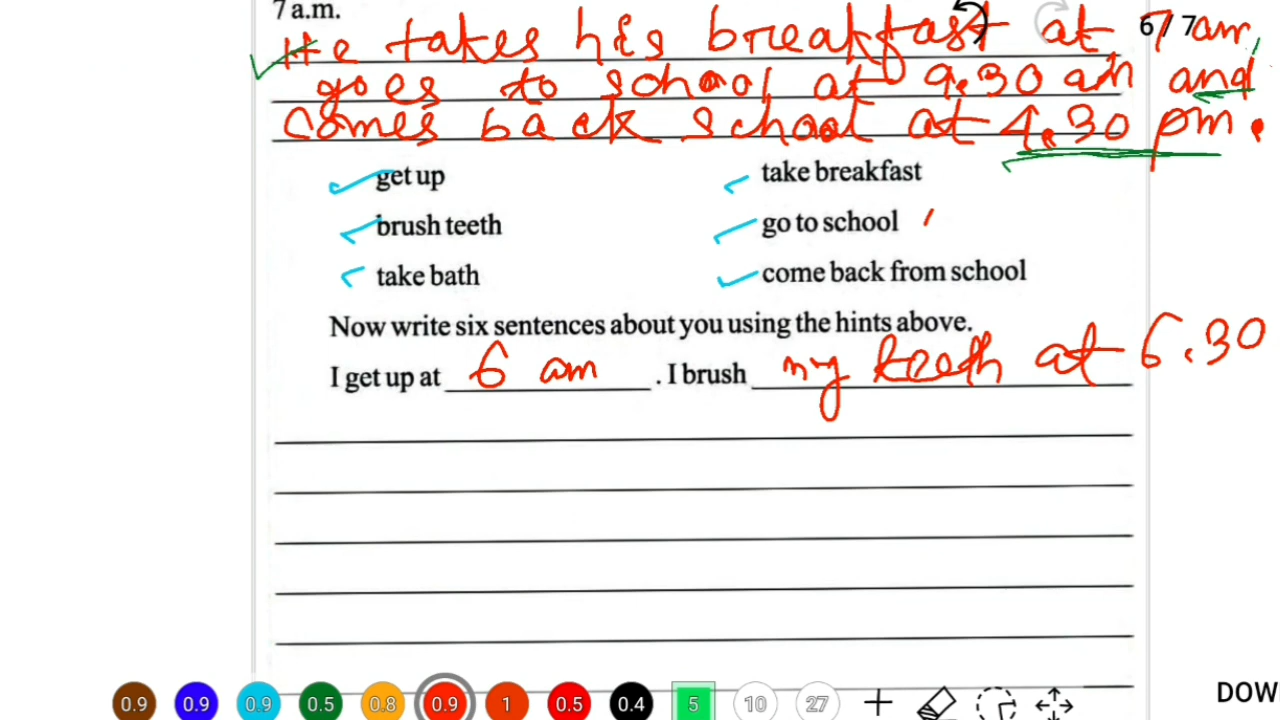 7 a.m.
6 / 7
He takes his breakfast at 7 am,
goes to school at 9.30 am and
comes back school at 4.30 pm.
get up
take breakfast
brush teeth
go to school
take bath
come back from school
Now write six sentences about you using the hints above.
I get up at 6 am . I brush my teeth at 6.30
0.9 0.9 0.9 0.5 0.8 0.9 1 0.5 0.4 5 10 27
DOW